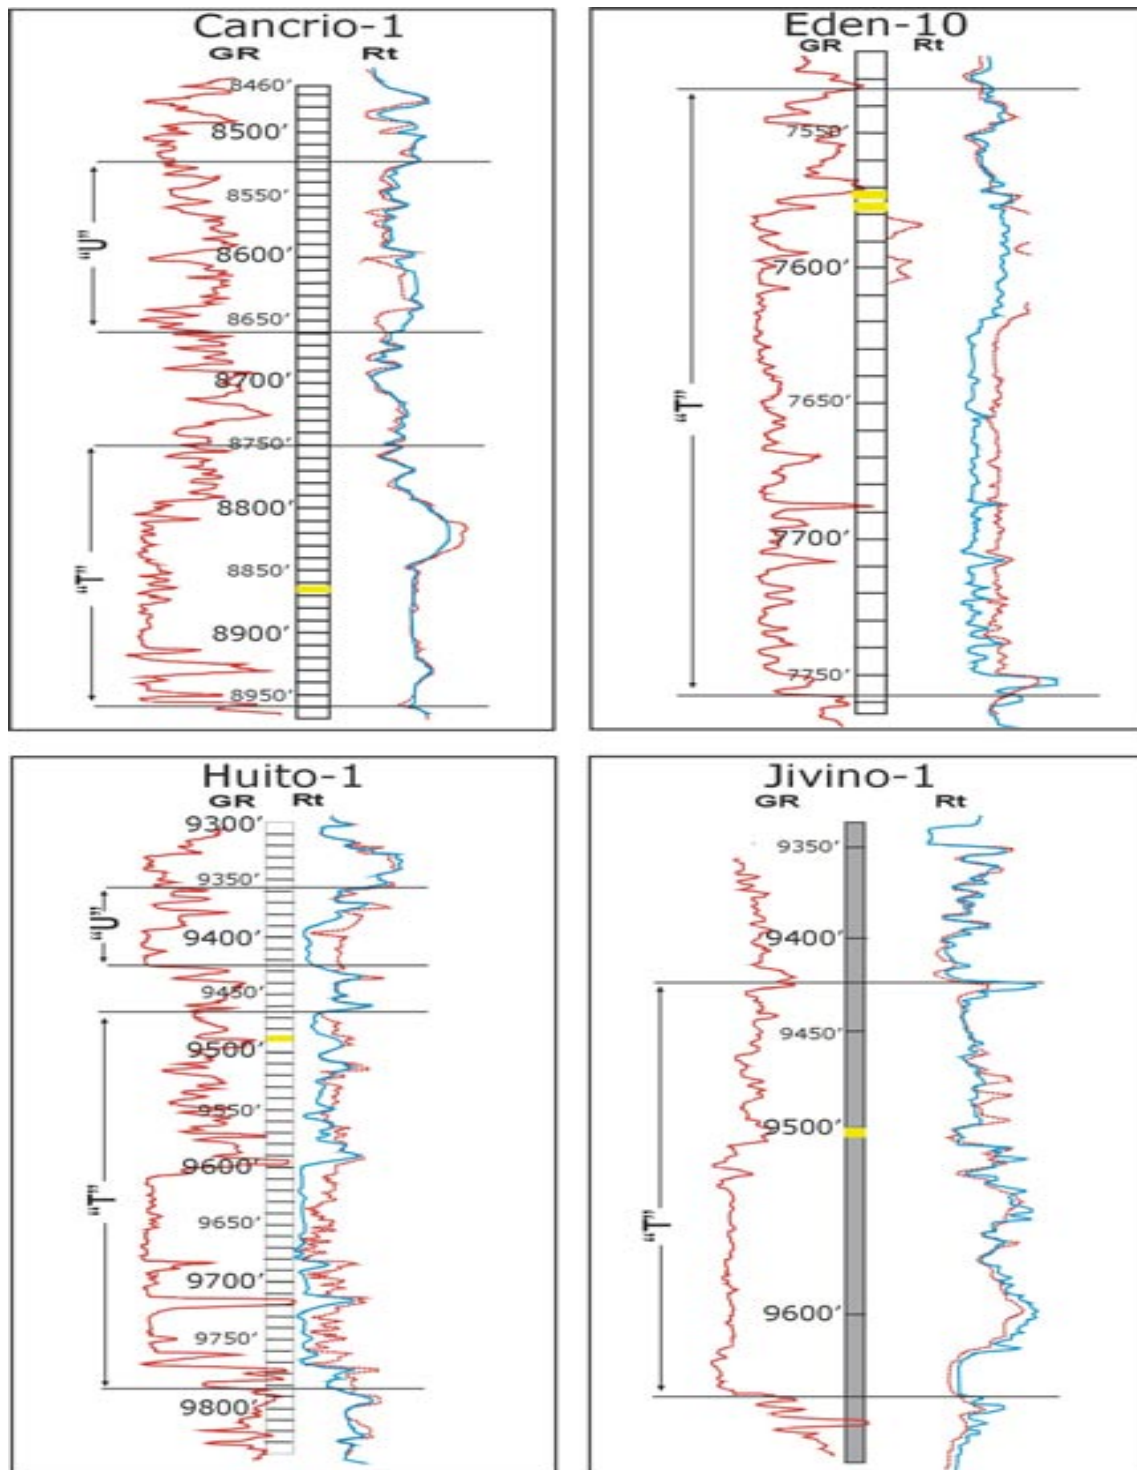 Cancrio-1
GR Rt
8460’
8500’
8550’
8600’
8650’
8700’
8750’
8800’
8850’
8900’
8950’
“U”
“T”
Eden-10
GR Rt
7550’
7600’
7650’
7700’
7750’
“T”
Huito-1
GR Rt
9300’
9350’
9400’
9450’
9500’
9550’
9600’
9650’
9700’
9750’
9800’
“U”
“T”
Jivino-1
GR Rt
9350’
9400’
9450’
9500’
9600’
“T”